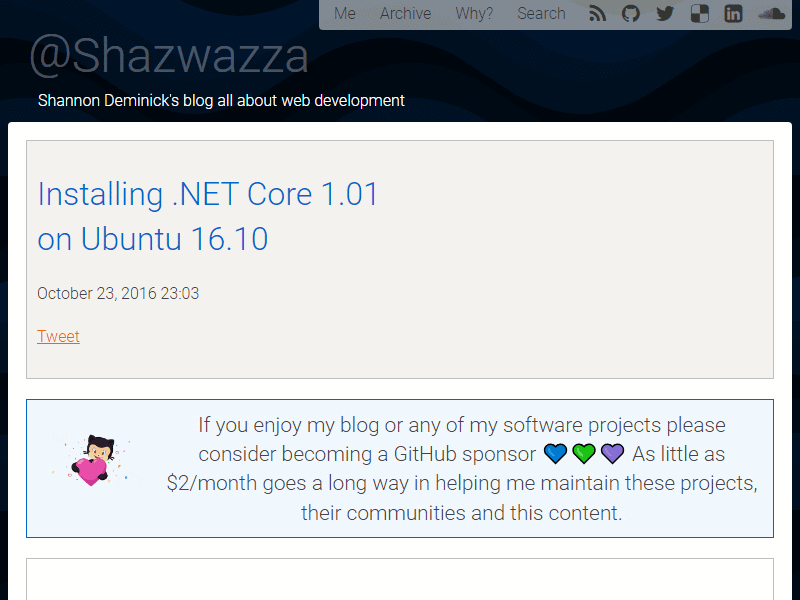 Me Archive Why? Search
@Shazwazza
Shannon Deminick's blog all about web development
Installing .NET Core 1.01
on Ubuntu 16.10
October 23, 2016 23:03
Tweet
If you enjoy my blog or any of my software projects please
consider becoming a GitHub sponsor 💙💚💜 As little as
$2/month goes a long way in helping me maintain these projects,
their communities and this content.